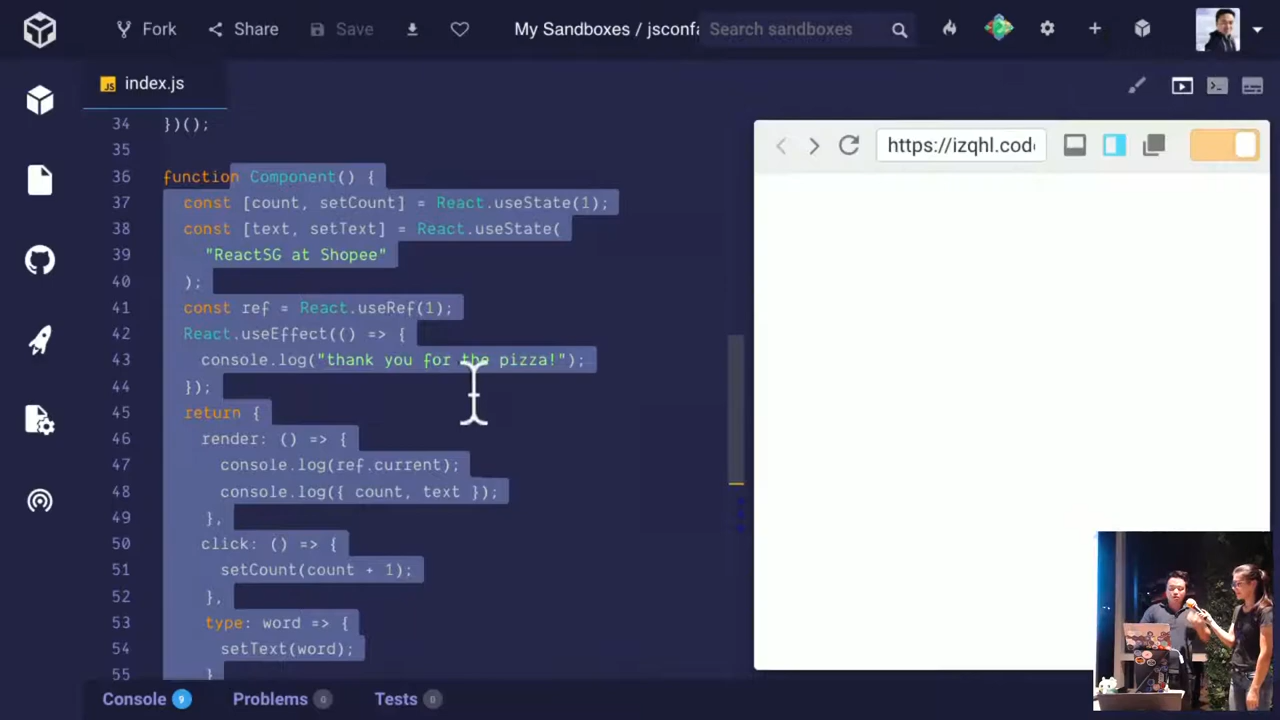 Fork
Share
Save
My Sandboxes / jsconfa
Search sandboxes
JS index.js
34 })();
35
36 function Component() {
37 const [count, setCount] = React.useState(1);
38 const [text, setText] = React.useState(
39 "ReactSG at Shopee"
40 );
41 const ref = React.useRef(1);
42 React.useEffect(() => {
43 console.log("thank you for the pizza!");
44 });
45 return {
46 render: () => {
47 console.log(ref.current);
48 console.log({ count, text });
49 },
50 click: () => {
51 setCount(count + 1);
52 },
53 type: word => {
54 setText(word);
55 }
https://izqhl.cod
Console 9
Problems 0
Tests 0